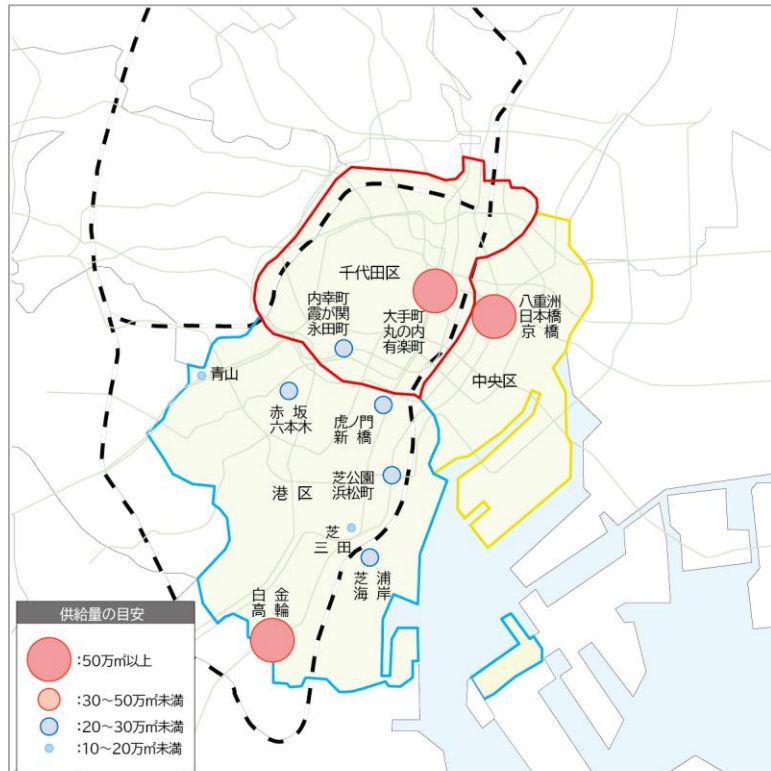 千代田区
内幸町
霞が関
永田町
大手町
丸の内
有楽町
八重洲
日本橋
京 橋
中央区
青山
赤 坂
六本木
虎ノ門
新 橋
港 区
芝公園
浜松町
芝
三 田
芝 浦
海 岸
白 金
高 輪
供給量の目安
:50万㎡以上
:30～50万㎡未満
:20～30万㎡未満
:10～20万㎡未満